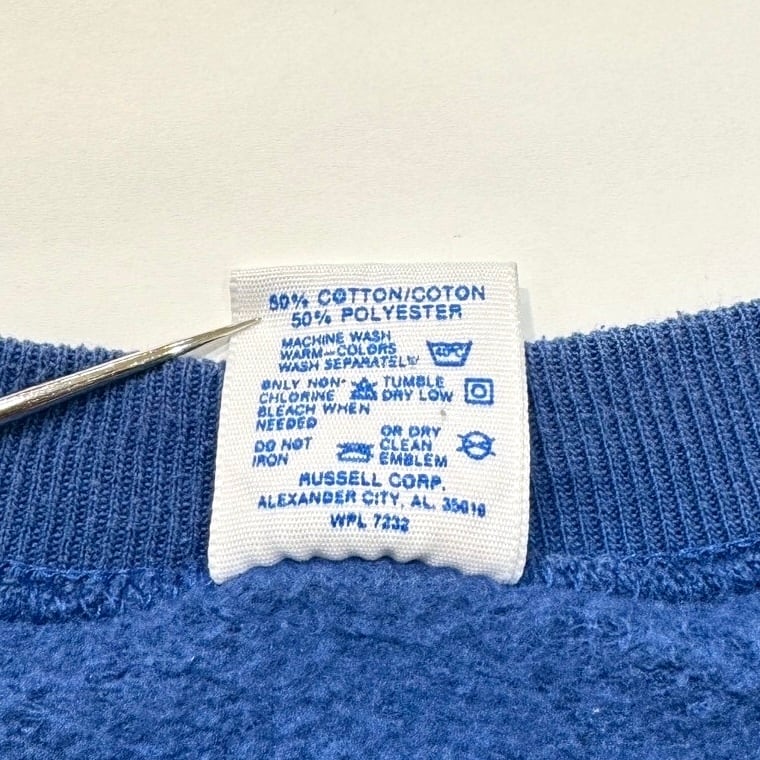 50% COTTON/COTON
50% POLYESTER
MACHINE WASH
WARM-COLORS
WASH SEPARATELY
40°C
ONLY NON-
CHLORINE
BLEACH WHEN
NEEDED
TUMBLE
DRY LOW
DO NOT
IRON
OR DRY
CLEAN
EMBLEM
RUSSELL CORP.
ALEXANDER CITY, AL. 35010
WPL 7232